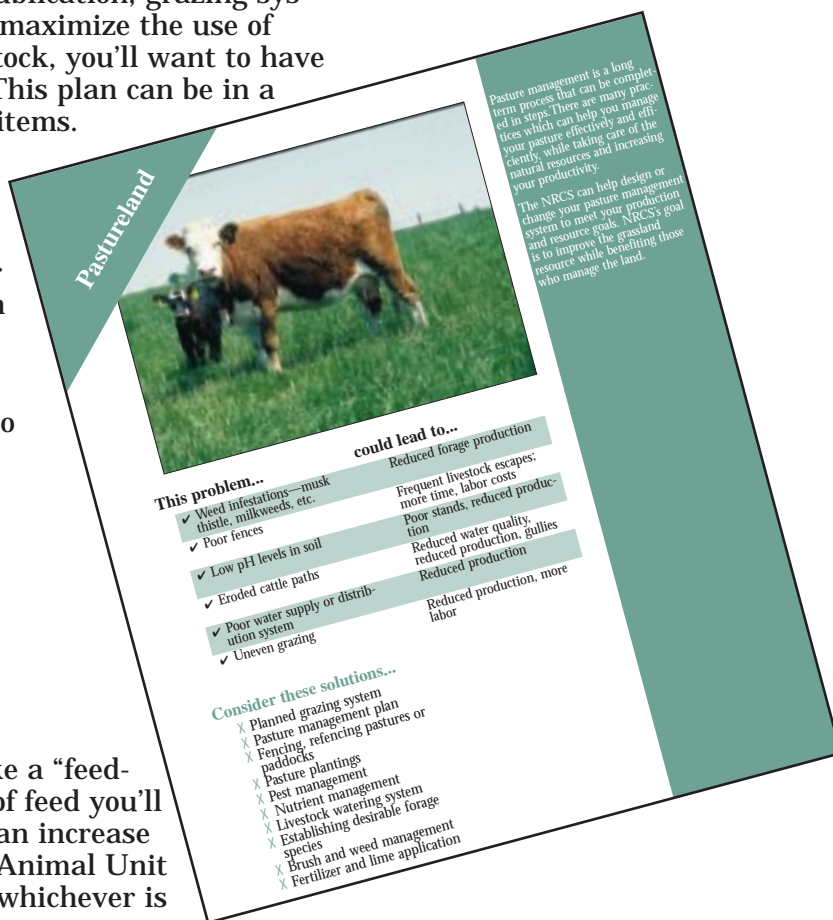 ublication, grazing sys-
maximize the use of
tock, you'll want to have
This plan can be in a
items.
n
o
ke a “feed-
of feed you'll
an increase
Animal Unit
whichever is
Pastureland
Pasture management is a long
term process that can be complet-
ed in steps. There are many prac-
tices which can help you manage
your pasture effectively and effi-
ciently, while taking care of the
natural resources and increasing
your productivity.
The NRCS can help design or
change your pasture management
system to meet your production
and resource goals. NRCS's goal
is to improve the grassland
resource while benefiting those
who manage the land.
This problem... could lead to...
✔ Weed infestations—musk
thistle, milkweeds, etc.
Reduced forage production
✔ Poor fences
Frequent livestock escapes;
more time, labor costs
✔ Low pH levels in soil
Poor stands, reduced produc-
tion
✔ Eroded cattle paths
Reduced water quality,
reduced production, gullies
✔ Poor water supply or distrib-
ution system
Reduced production
✔ Uneven grazing
Reduced production, more
labor
Consider these solutions...
X Planned grazing system
X Pasture management plan
X Fencing, refencing pastures or
paddocks
X Pasture plantings
X Pest management
X Nutrient management
X Livestock watering system
X Establishing desirable forage
species
X Brush and weed management
X Fertilizer and lime application